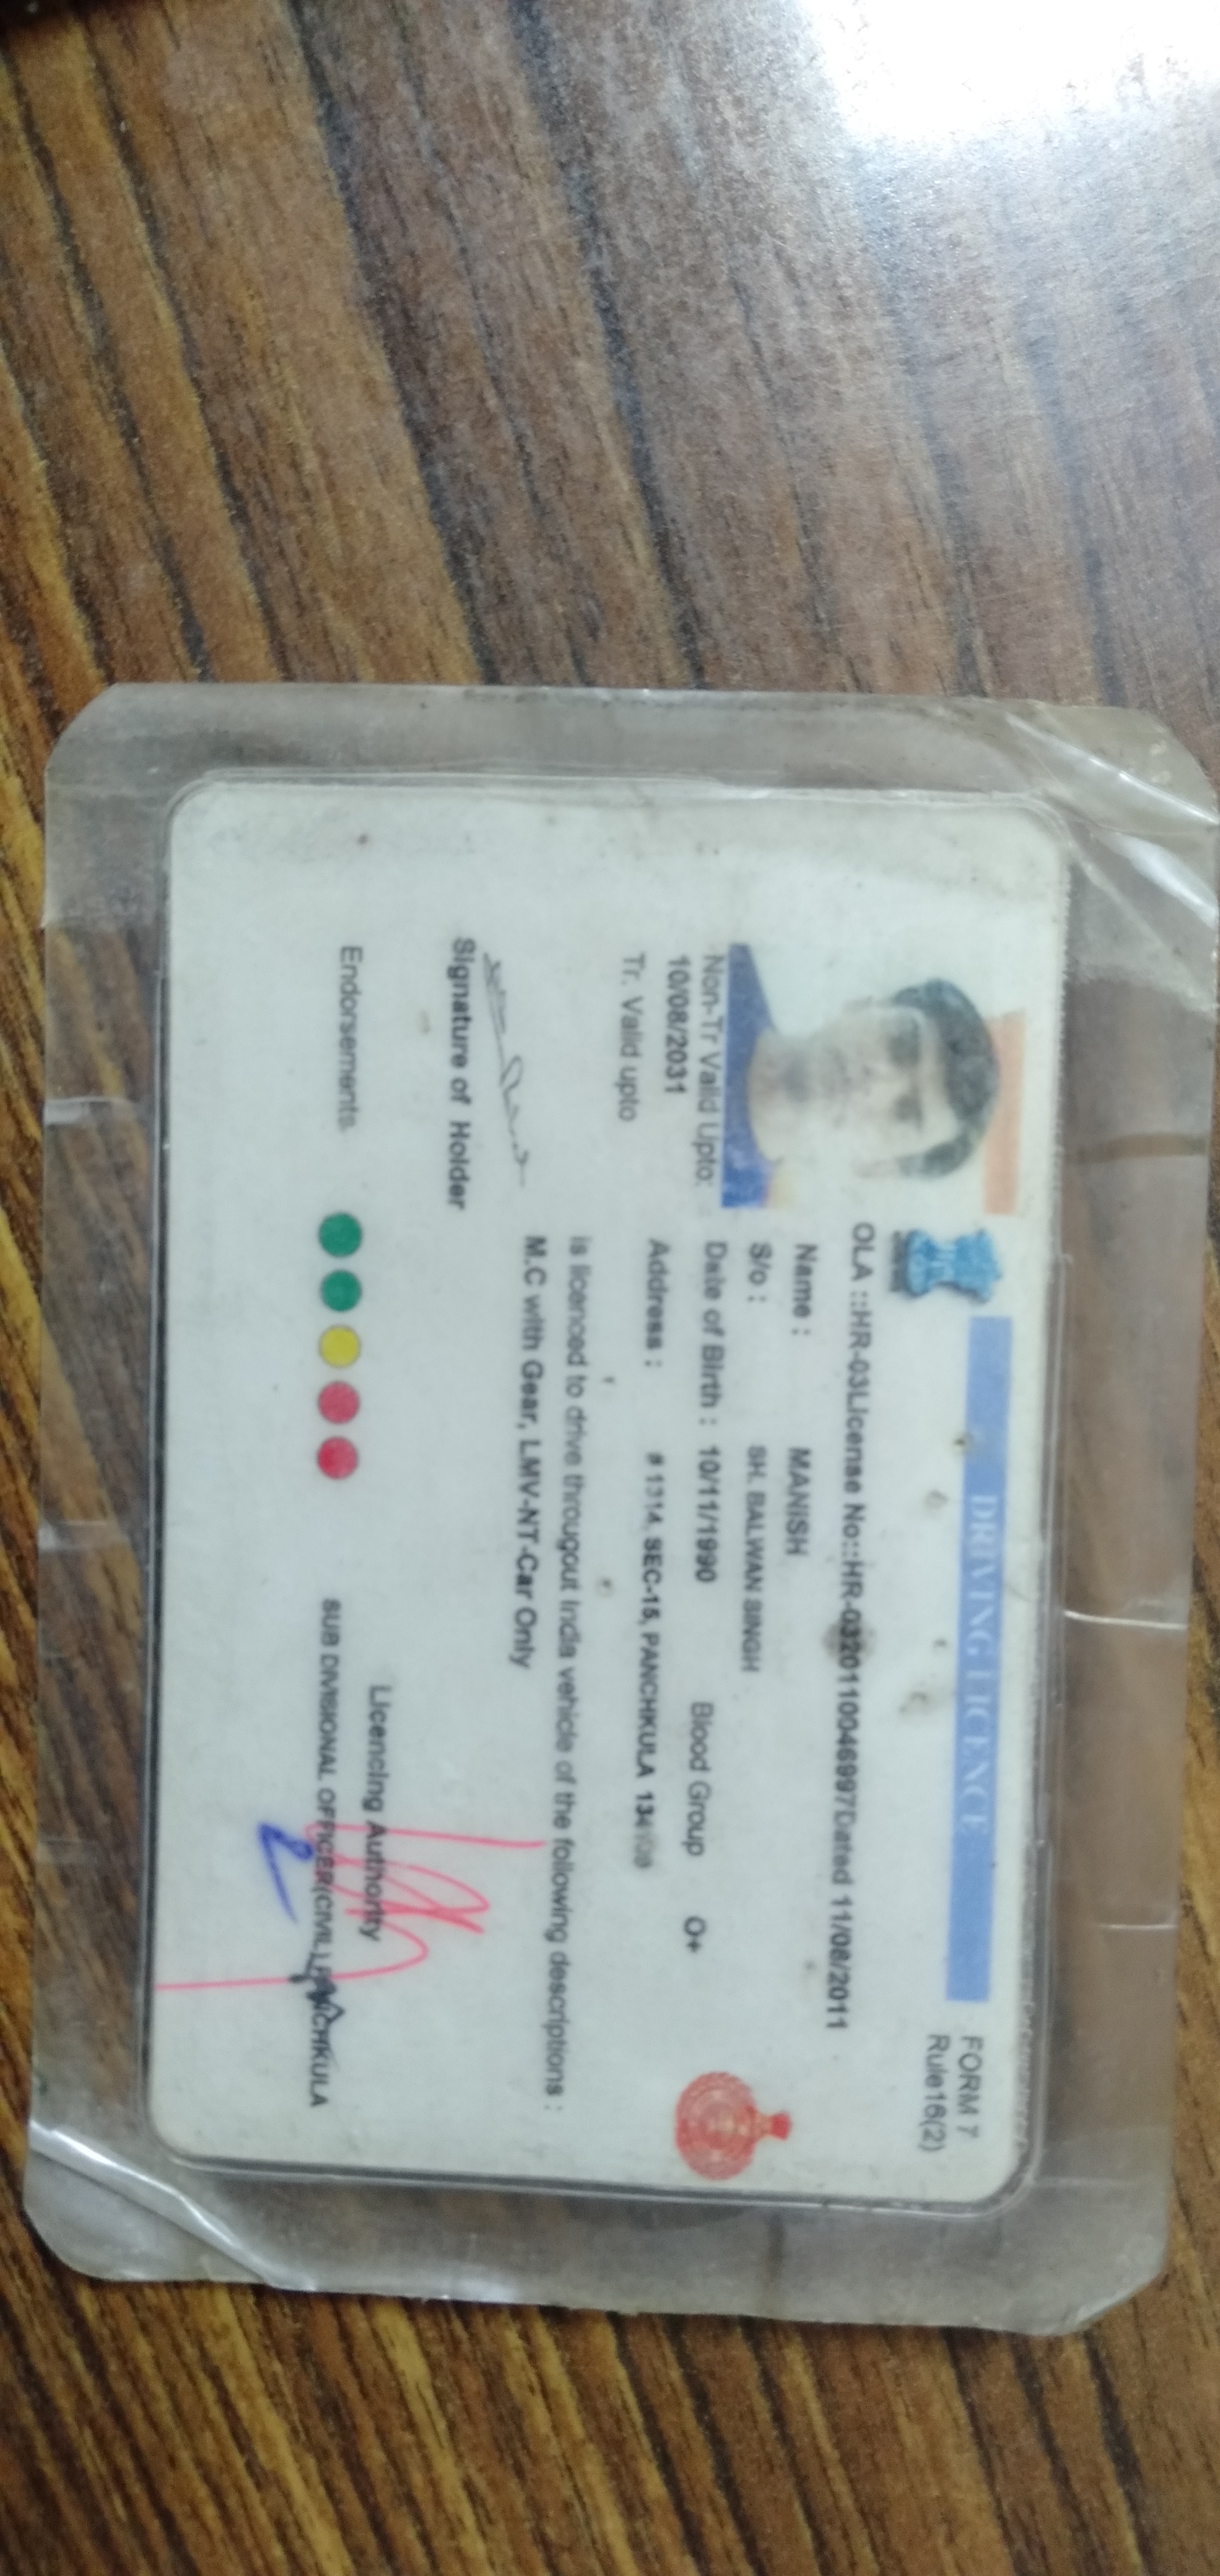 DRIVING LICENCE
FORM 7
Rule16(2)
OLA ::HR-03License No::HR-0320110046997Dated 11/08/2011
Name : MANISH
S/o : SH. BALWAN SINGH
Date of Birth : 10/11/1990 Blood Group O+
Address : # 1314, SEC-15, PANCHKULA
Non-Tr Valid Upto:
10/08/2031
Tr. Valid upto
is licenced to drive througout Inda vehicle of the following descriptions :
M.C with Gear, LMV-NT-Car Only
Signature of Holder
Licencing Authority
Endorsements.
SUB DIVISIONAL OFFICER(CIVIL) PANCHKULA